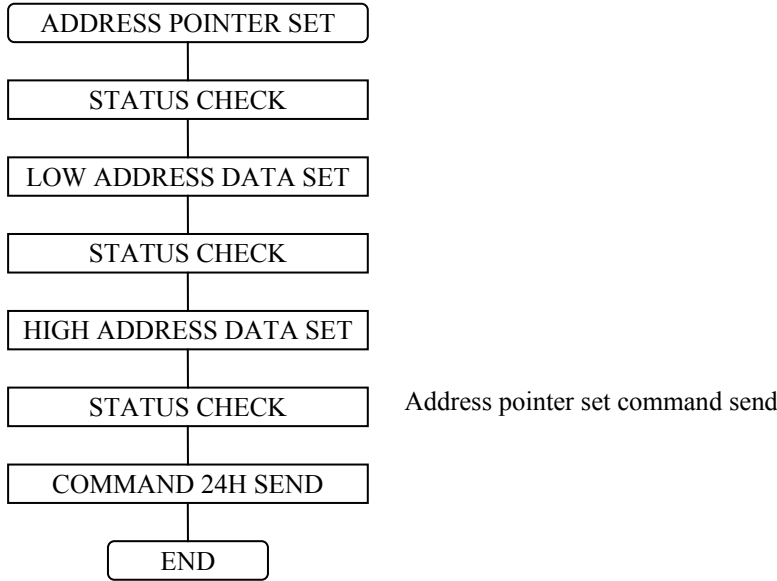 ADDRESS POINTER SET
STATUS CHECK
LOW ADDRESS DATA SET
STATUS CHECK
HIGH ADDRESS DATA SET
STATUS CHECK
Address pointer set command send
COMMAND 24H SEND
END